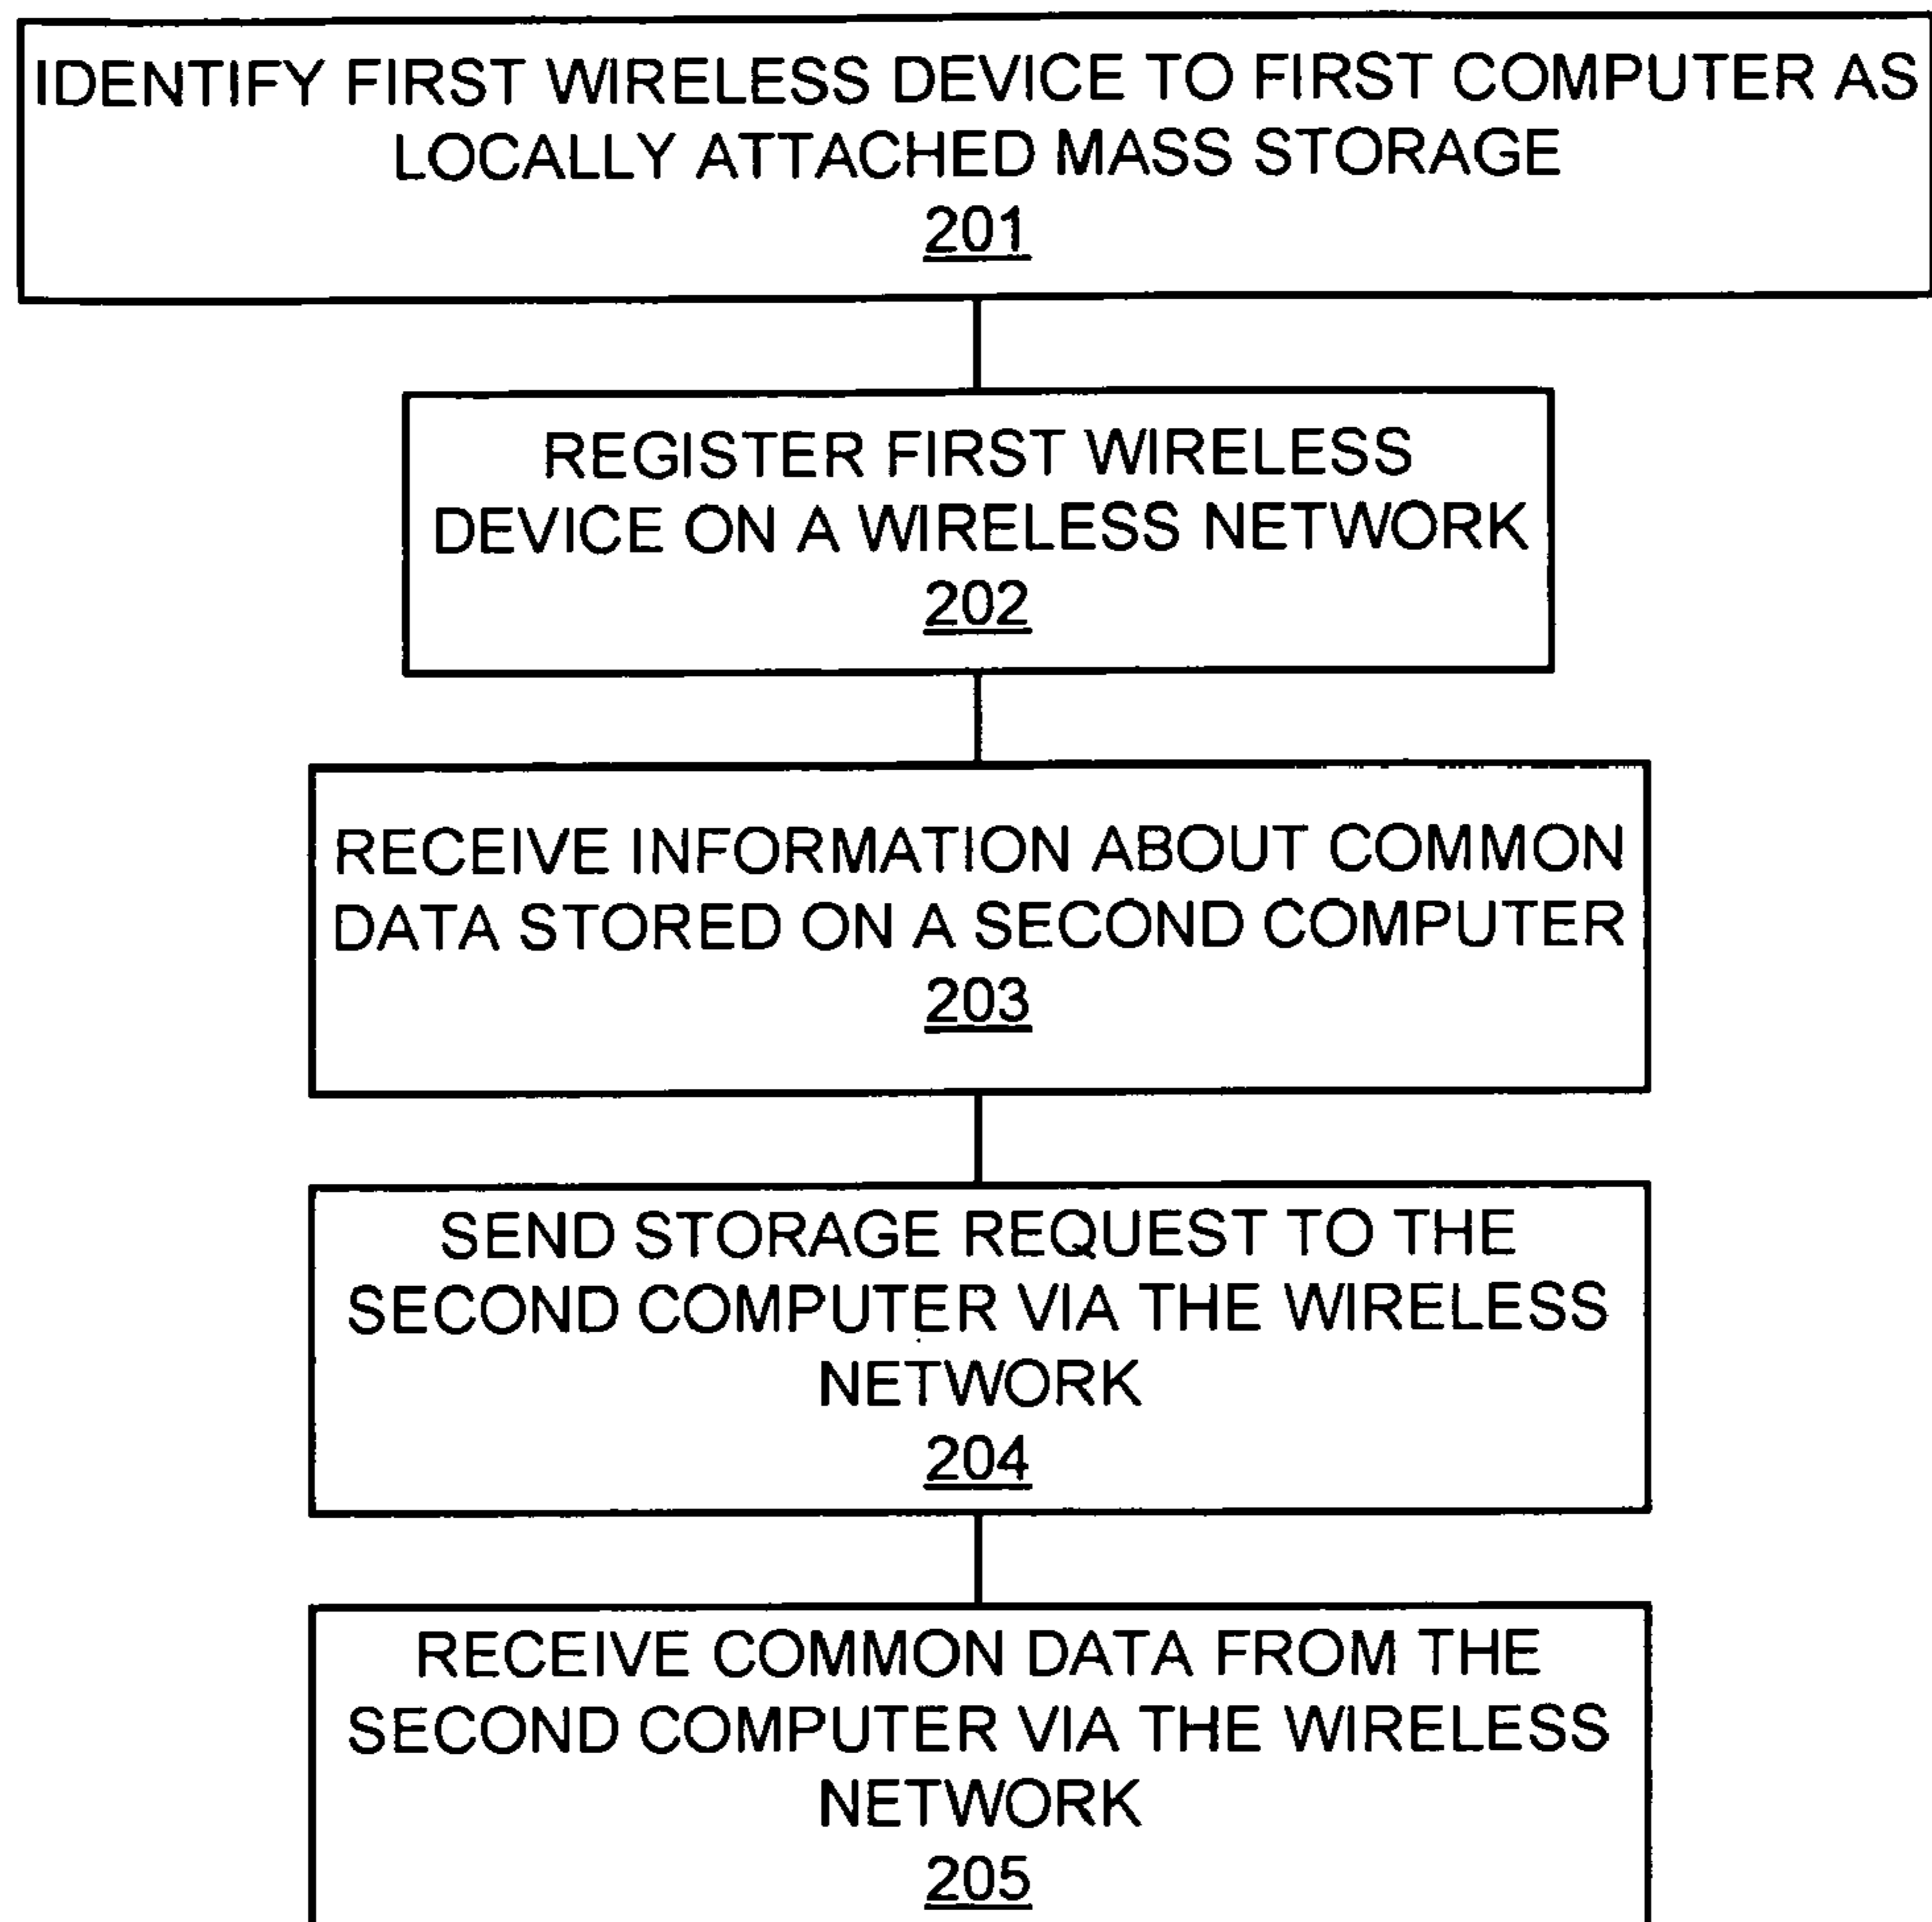 IDENTIFY FIRST WIRELESS DEVICE TO FIRST COMPUTER AS
LOCALLY ATTACHED MASS STORAGE
201
REGISTER FIRST WIRELESS
DEVICE ON A WIRELESS NETWORK
202
RECEIVE INFORMATION ABOUT COMMON
DATA STORED ON A SECOND COMPUTER
203
SEND STORAGE REQUEST TO THE
SECOND COMPUTER VIA THE WIRELESS
NETWORK
204
RECEIVE COMMON DATA FROM THE
SECOND COMPUTER VIA THE WIRELESS
NETWORK
205